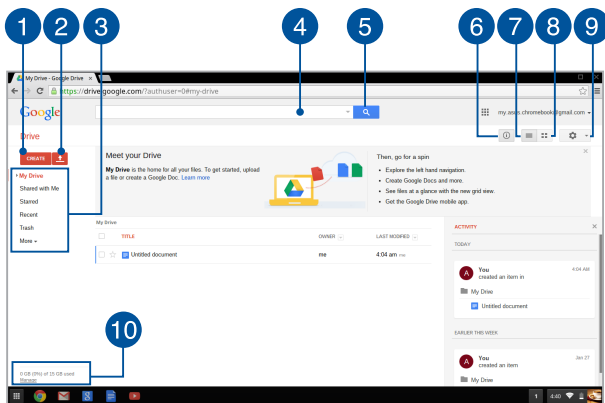 1 2 3 4 5 6 7 8 9
My Drive - Google Drive ×
https://drive.google.com/?authuser=0#my-drive
Google
my.asus.chromebook@gmail.com
Drive
CREATE
Meet your Drive
My Drive is the home for all your files. To get started, upload
a file or create a Google Doc. Learn more
Then, go for a spin
• Explore the left hand navigation.
• Create Google Docs and more.
• See files at a glance with the new grid view.
• Get the Google Drive mobile app.
My Drive
Shared with Me
Starred
Recent
Trash
More
My Drive
TITLE OWNER LAST MODIFIED
Untitled document me 4:04 am me
ACTIVITY
TODAY
A You 4:04 AM
created an item in
My Drive
Untitled document
EARLIER THIS WEEK
A You Jan 27
created an item
My Drive
10
0 GB (0%) of 15 GB used
Manage
8
1 4:40